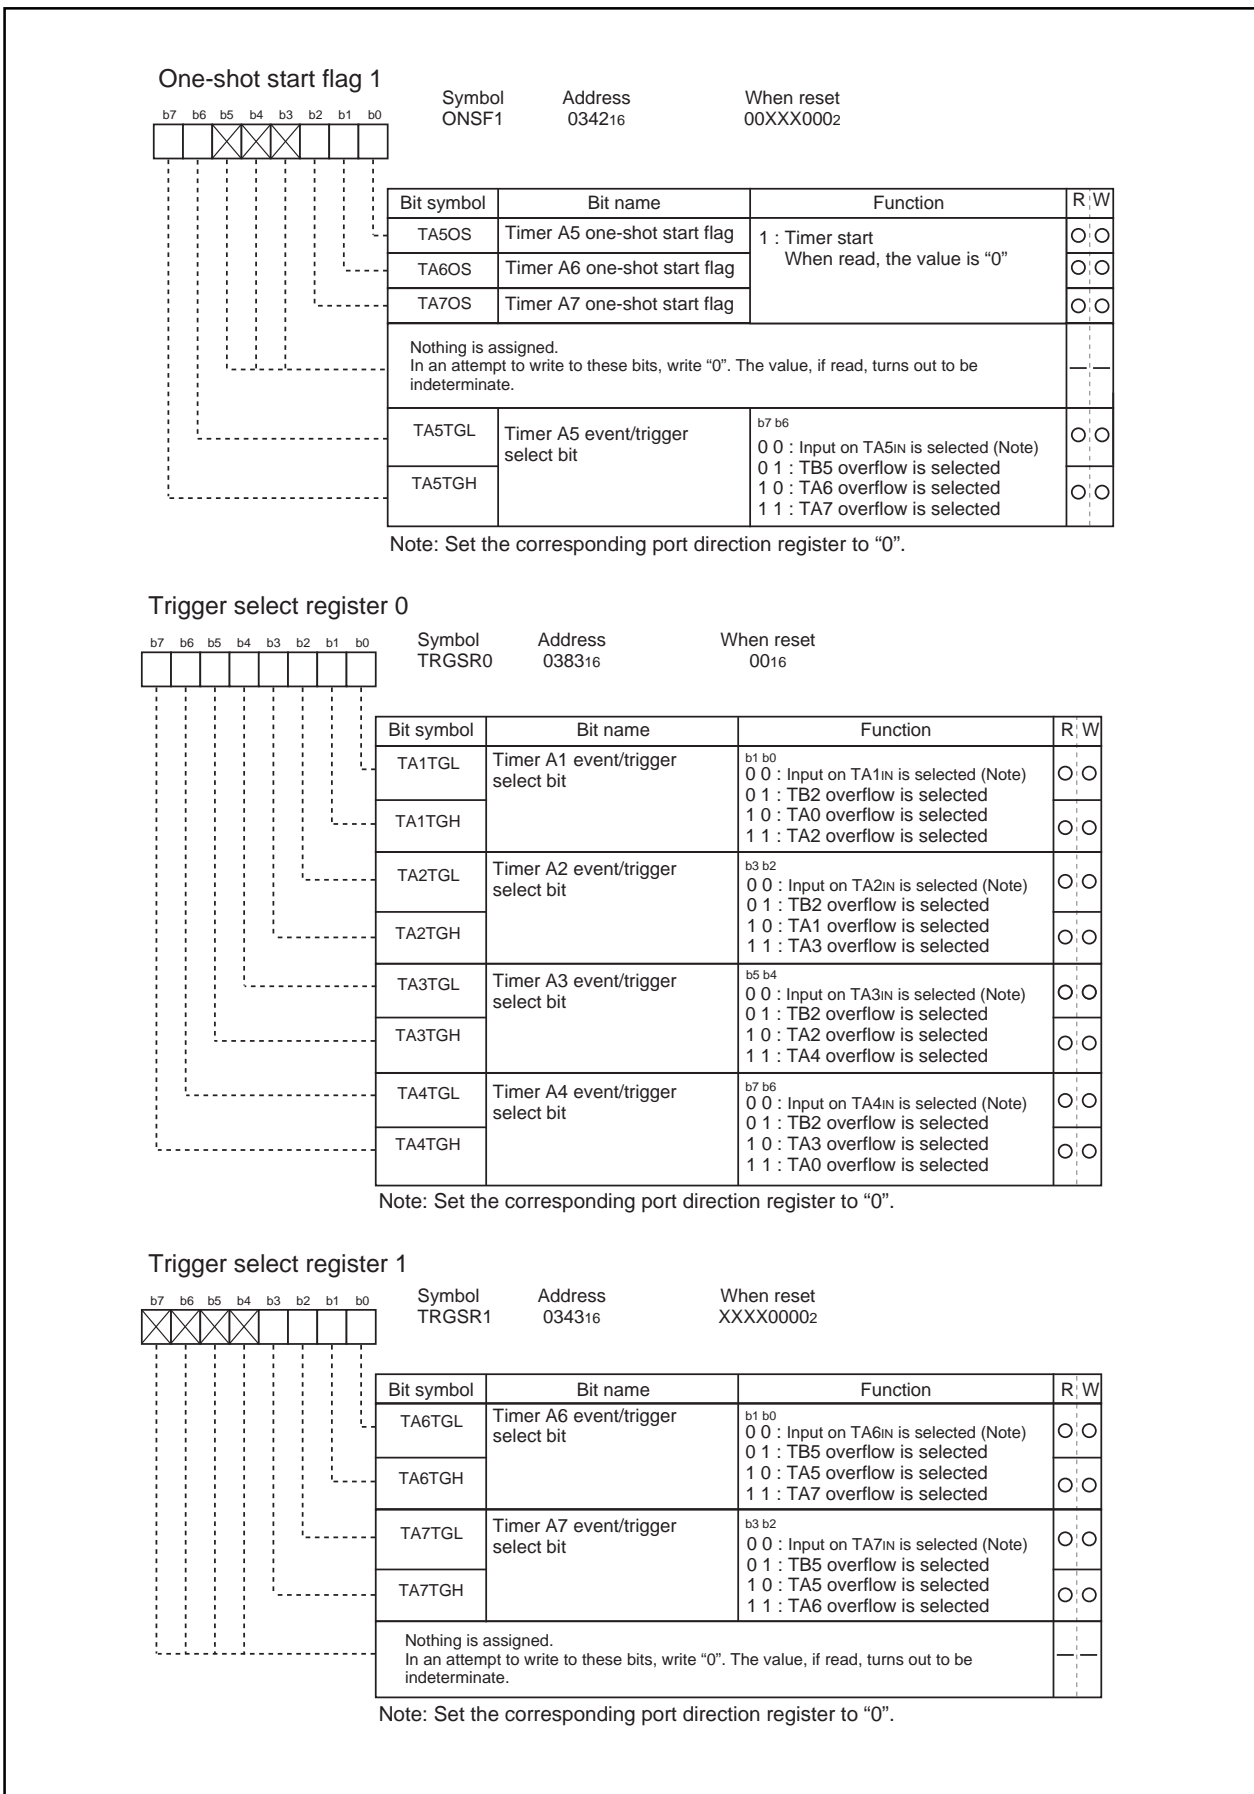 One-shot start flag 1
Symbol Address When reset
ONSF1 034216 00XXX0002
b7 b6 b5 b4 b3 b2 b1 b0
Bit symbol Bit name Function R W
TA5OS Timer A5 one-shot start flag 1 : Timer start
When read, the value is “0”
TA6OS Timer A6 one-shot start flag
TA7OS Timer A7 one-shot start flag
Nothing is assigned.
In an attempt to write to these bits, write “0”. The value, if read, turns out to be
indeterminate.
TA5TGL Timer A5 event/trigger
select bit
TA5TGH
b7 b6
0 0 : Input on TA5IN is selected (Note)
0 1 : TB5 overflow is selected
1 0 : TA6 overflow is selected
1 1 : TA7 overflow is selected
Note: Set the corresponding port direction register to “0”.
Trigger select register 0
Symbol Address When reset
TRGSR0 038316 0016
b7 b6 b5 b4 b3 b2 b1 b0
Bit symbol Bit name Function R W
TA1TGL Timer A1 event/trigger
select bit
TA1TGH
b1 b0
0 0 : Input on TA1IN is selected (Note)
0 1 : TB2 overflow is selected
1 0 : TA0 overflow is selected
1 1 : TA2 overflow is selected
TA2TGL Timer A2 event/trigger
select bit
TA2TGH
b3 b2
0 0 : Input on TA2IN is selected (Note)
0 1 : TB2 overflow is selected
1 0 : TA1 overflow is selected
1 1 : TA3 overflow is selected
TA3TGL Timer A3 event/trigger
select bit
TA3TGH
b5 b4
0 0 : Input on TA3IN is selected (Note)
0 1 : TB2 overflow is selected
1 0 : TA2 overflow is selected
1 1 : TA4 overflow is selected
TA4TGL Timer A4 event/trigger
select bit
TA4TGH
b7 b6
0 0 : Input on TA4IN is selected (Note)
0 1 : TB2 overflow is selected
1 0 : TA3 overflow is selected
1 1 : TA0 overflow is selected
Note: Set the corresponding port direction register to “0”.
Trigger select register 1
Symbol Address When reset
TRGSR1 034316 XXXX00002
b7 b6 b5 b4 b3 b2 b1 b0
Bit symbol Bit name Function R W
TA6TGL Timer A6 event/trigger
select bit
TA6TGH
b1 b0
0 0 : Input on TA6IN is selected (Note)
0 1 : TB5 overflow is selected
1 0 : TA5 overflow is selected
1 1 : TA7 overflow is selected
TA7TGL Timer A7 event/trigger
select bit
TA7TGH
b3 b2
0 0 : Input on TA7IN is selected (Note)
0 1 : TB5 overflow is selected
1 0 : TA5 overflow is selected
1 1 : TA6 overflow is selected
Nothing is assigned.
In an attempt to write to these bits, write “0”. The value, if read, turns out to be
indeterminate.
Note: Set the corresponding port direction register to “0”.